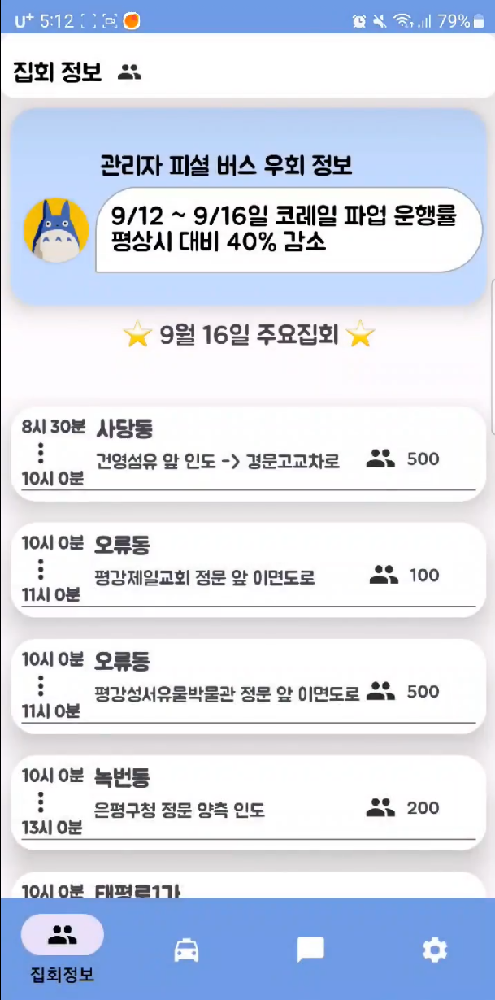 U+ 5:12 79%
집회 정보
관리자 피셜 버스 우회 정보
9/12 ~ 9/16일 코레일 파업 운행률
평상시 대비 40% 감소
9월 16일 주요집회
8시 30분 사당동
건영섬유 앞 인도 -> 경문고교차로 500
10시 0분
10시 0분 오류동
평강제일교회 정문 앞 이면도로 100
11시 0분
10시 0분 오류동
평강성서유물박물관 정문 앞 이면도로 500
11시 0분
10시 0분 녹번동
은평구청 정문 양측 인도 200
13시 0분
10시 0분 태평로1가
집회정보